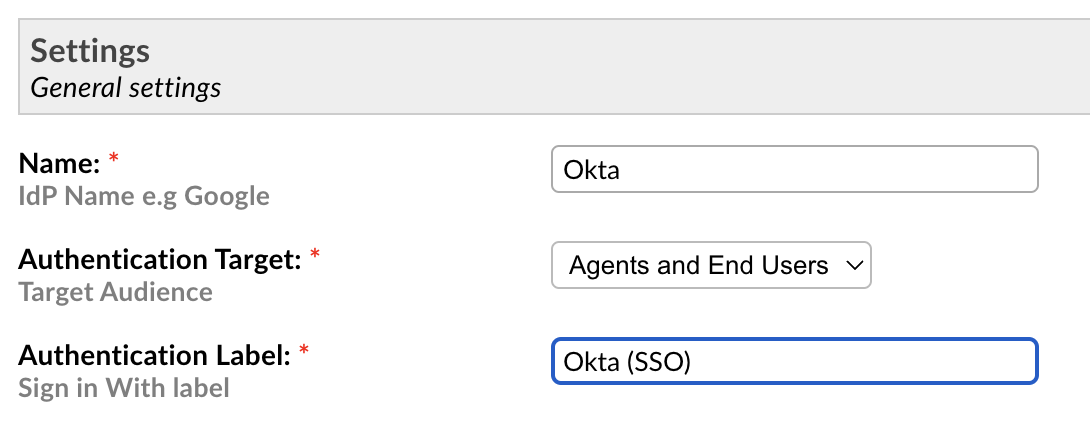 Settings
General settings
Name: *
Okta
IdP Name e.g Google
Authentication Target: *
Agents and End Users
Target Audience
Authentication Label: *
Okta (SSO)
Sign in With label